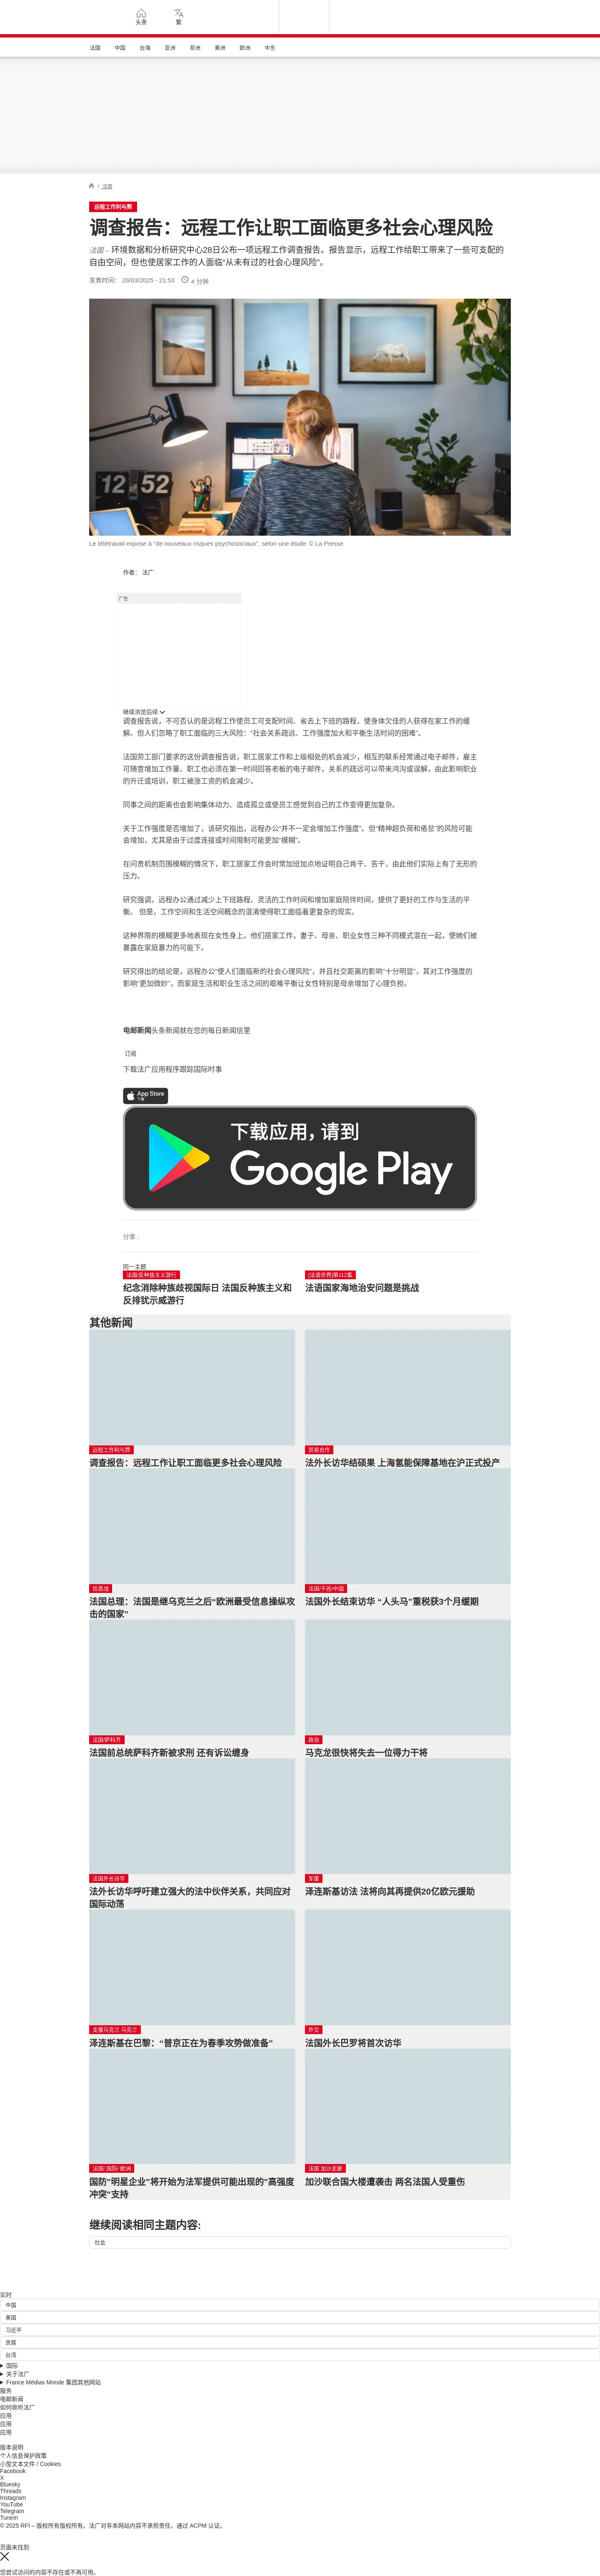 头条
繁
法国 中国 台海 亚洲 非洲 美洲 欧洲 中东
/ 法国
远程工作利与弊
调查报告：远程工作让职工面临更多社会心理风险
法国 – 环境数据和分析研究中心28日公布一项远程工作调查报告。报告显示，远程工作给职工带来了一些可支配的
自由空间，但也使居家工作的人面临“从未有过的社会心理风险”。
发表时间： 28/03/2025 - 21:53 4 分钟
12 52
Le télétravail expose à "de nouveaux risques psychosociaux", selon une étude © La Presse
作者： 法广
广告
继续浏览后续
调查报告说，不可否认的是远程工作使员工可支配时间、省去上下班的路程，使身体欠佳的人获得在家工作的缓
解。但人们忽略了职工面临的三大风险：“社会关系疏远、工作强度加大和平衡生活时间的困难”。
法国劳工部门要求的这份调查报告说，职工居家工作和上级相处的机会减少，相互的联系经常通过电子邮件，雇主
可随意增加工作量、职工也必须在第一时间回答老板的电子邮件，关系的疏远可以带来鸿沟或误解，由此影响职业
的升迁或培训，职工被涨工资的机会减少。
同事之间的距离也会影响集体动力、造成孤立或使员工感觉到自己的工作变得更加复杂。
关于工作强度是否增加了，该研究指出，远程办公“并不一定会增加工作强度”。但“精神超负荷和倦怠”的风险可能
会增加，尤其是由于过度连接或时间限制可能更加“模糊”。
在问责机制范围模糊的情况下，职工居家工作会时常加班加点地证明自己肯干、苦干，由此他们实际上有了无形的
压力。
研究强调，远程办公通过减少上下班路程、灵活的工作时间和增加家庭陪伴时间，提供了更好的工作与生活的平
衡。 但是，工作空间和生活空间概念的混淆使得职工面临着更复杂的现实。
这种界限的模糊更多地表现在女性身上。他们居家工作，妻子、母亲、职业女性三种不同模式混在一起，使她们被
暴露在家庭暴力的可能下。
研究得出的结论是，远程办公“使人们面临新的社会心理风险”，并且社交距离的影响“十分明显”，其对工作强度的
影响“更加微妙”，而家庭生活和职业生活之间的艰难平衡让女性特别是母亲增加了心理负担。
电邮新闻头条新闻就在您的每日新闻信里
订阅
下载法广应用程序跟踪国际时事
App Store
下载
下载应用，请到
Google Play
分享 :
同一主题
法国/反种族主义游行
纪念消除种族歧视国际日 法国反种族主义和
反排犹示威游行
[法语世界]第112集
法语国家海地治安问题是挑战
其他新闻
远程工作利与弊
调查报告：远程工作让职工面临更多社会心理风险
贸易合作
法外长访华结硕果 上海氢能保障基地在沪正式投产
信息战
法国总理：法国是继乌克兰之后“欧洲最受信息操纵攻
击的国家”
法国/干邑/中国
法国外长结束访华 “人头马”重税获3个月缓期
法国/萨科齐
法国前总统萨科齐新被求刑 还有诉讼缠身
政治
马克龙很快将失去一位得力干将
法国外长访华
法外长访华呼吁建立强大的法中伙伴关系，共同应对
国际动荡
军援
泽连斯基访法 法将向其再提供20亿欧元援助
支援乌克兰 乌克兰
泽连斯基在巴黎：“普京正在为春季攻势做准备”
外交
法国外长巴罗将首次访华
法国/ 国防/ 欧洲
国防"明星企业"将开始为法军提供可能出现的"高强度
冲突"支持
法国 加沙走廊
加沙联合国大楼遭袭击 两名法国人受重伤
继续阅读相同主题内容:
社会
实时
中国
美国
习近平
贪腐
台湾
国际
关于法广
France Médias Monde 集团其他网站
服务
电邮新闻
如何收听法广
应用
应用
应用
版本说明
个人信息保护政策
小型文本文件 / Cookies
Facebook
X
Bluesky
Threads
Instagram
YouTube
Telegram
TuneIn
© 2025 RFI – 版权所有版权所有。法广对非本网站内容不承担责任。通过 ACPM 认证。
页面未找到
您尝试访问的内容不存在或不再可用。